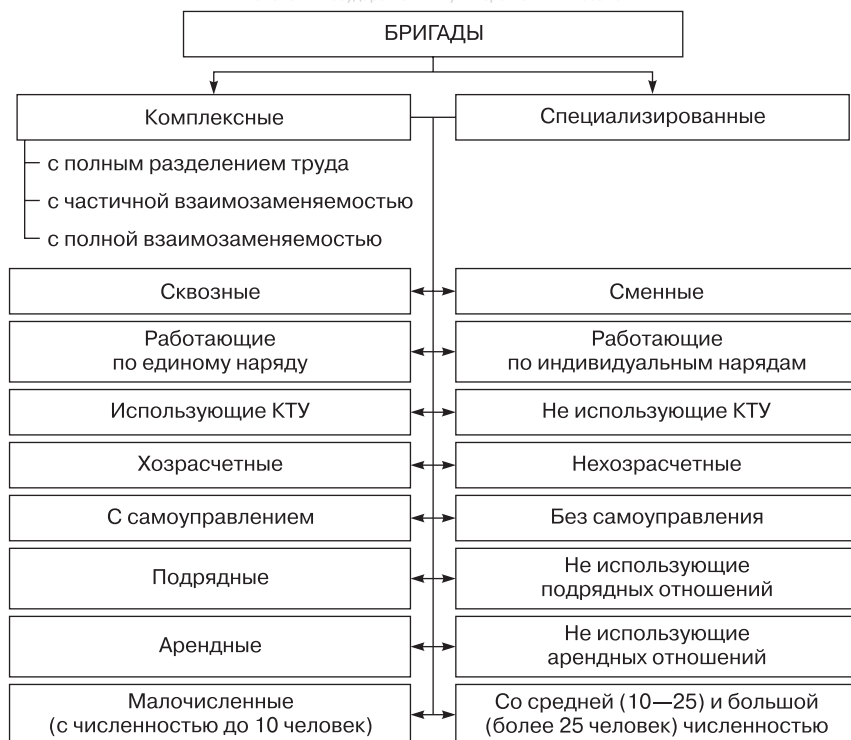 БРИГАДЫ
Комплексные
Специализированные
с полным разделением труда
с частичной взаимозаменяемостью
с полной взаимозаменяемостью
Сквозные
Сменные
Работающие
по единому наряду
Работающие
по индивидуальным нарядам
Использующие КТУ
Не использующие КТУ
Хозрасчетные
Нехозрасчетные
С самоуправлением
Без самоуправления
Подрядные
Не использующие
подрядных отношений
Арендные
Не использующие
арендных отношений
Малочисленные
(с численностью до 10 человек)
Со средней (10—25) и большой
(более 25 человек) численностью